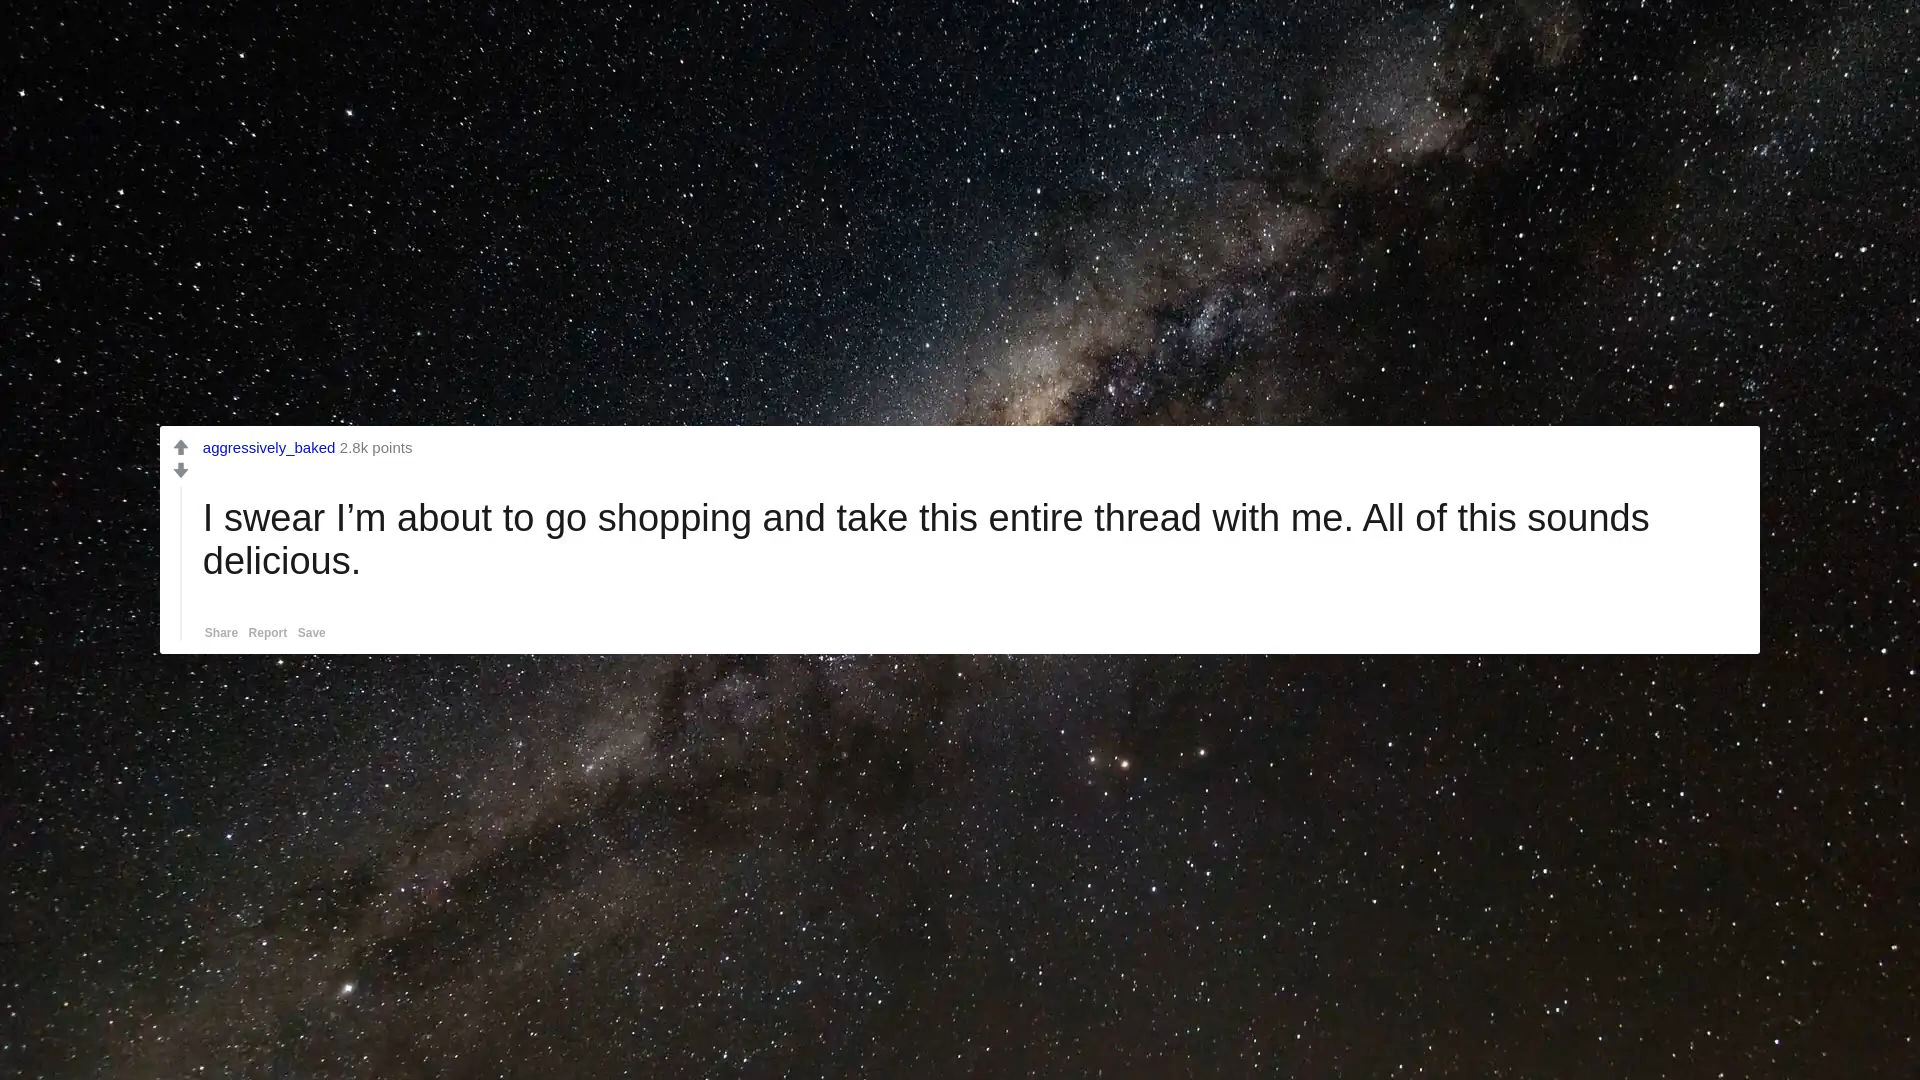 aggressively_baked 2.8k points
I swear I’m about to go shopping and take this entire thread with me. All of this sounds
delicious.
Share Report Save